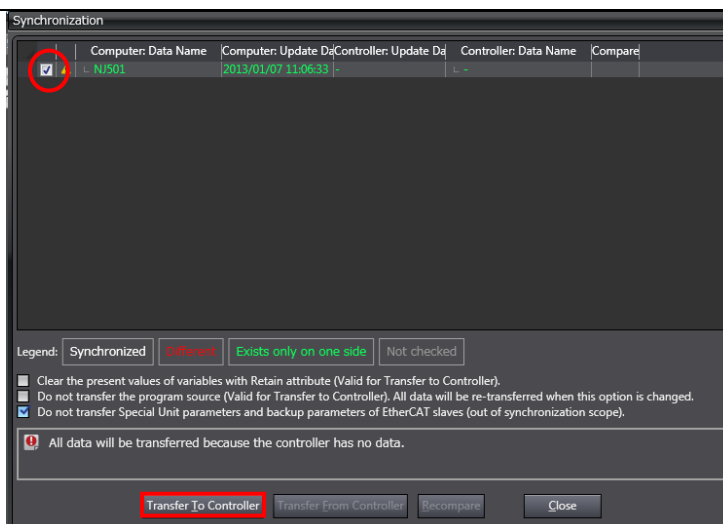 Synchronization
Computer: Data Name Computer: Update Da Controller: Update Da Controller: Data Name Compare
NJ501 2013/01/07 11:06:33 - -
Legend: Synchronized Different Exists only on one side Not checked
Clear the present values of variables with Retain attribute (Valid for Transfer to Controller).
Do not transfer the program source (Valid for Transfer to Controller). All data will be re-transferred when this option is changed.
Do not transfer Special Unit parameters and backup parameters of EtherCAT slaves (out of synchronization scope).
All data will be transferred because the controller has no data.
Transfer To Controller Transfer From Controller Recompare Close